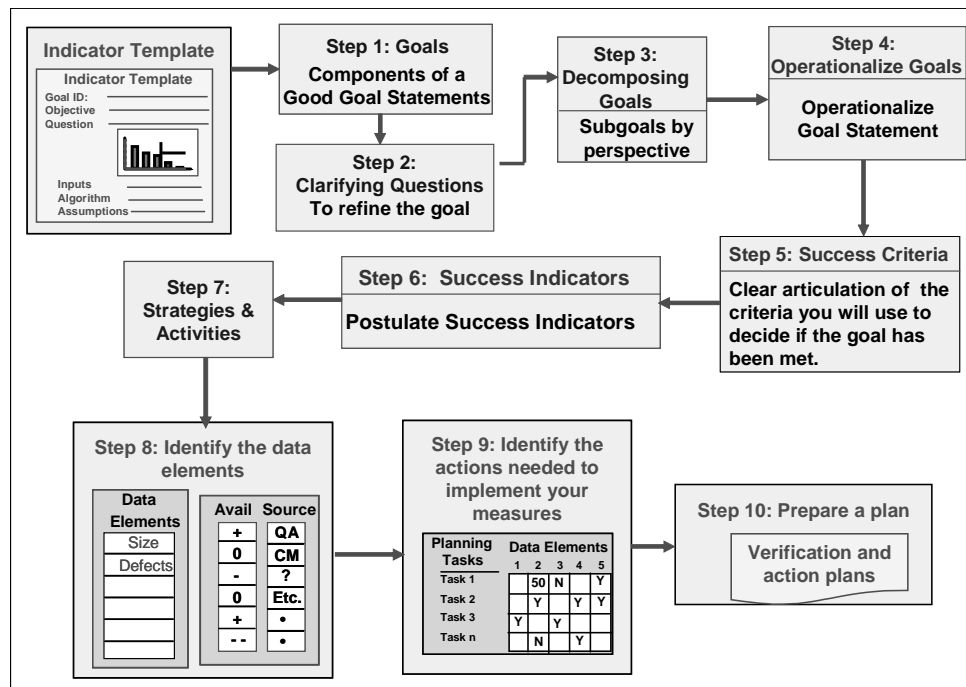 Indicator Template
Indicator Template
Goal ID:
Objective
Question
Inputs
Algorithm
Assumptions
Step 1: Goals
Components of a
Good Goal Statements
Step 2:
Clarifying Questions
To refine the goal
Step 3:
Decomposing
Goals
Subgoals by
perspective
Step 4:
Operationalize Goals
Operationalize
Goal Statement
Step 5: Success Criteria
Clear articulation of the
criteria you will use to
decide if the goal has
been met.
Step 6: Success Indicators
Postulate Success Indicators
Step 7:
Strategies &
Activities
Step 8: Identify the data
elements
Data
Elements
Size
Defects
Avail Source
+ QA
0 CM
- ?
0 Etc.
+ •
-- •
Step 9: Identify the
actions needed to
implement your
measures
Planning Data Elements
Tasks 1 2 3 4 5
Task 1 50 N Y
Task 2 Y Y Y
Task 3 Y Y
Task n N Y
Step 10: Prepare a plan
Verification and
action plans